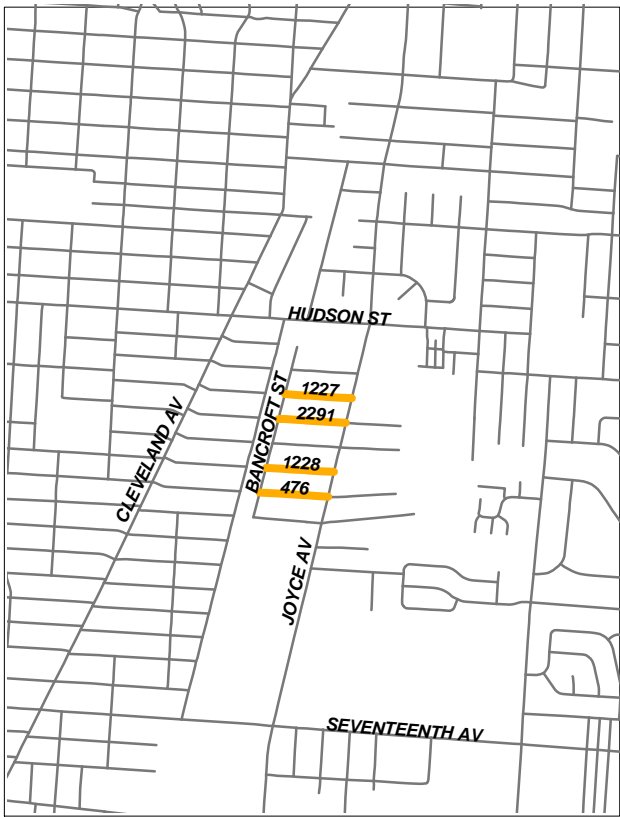 HUDSON ST
1227
2291
BANCROFT ST
CLEVELAND AV
1228
476
JOYCE AV
SEVENTEENTH AV